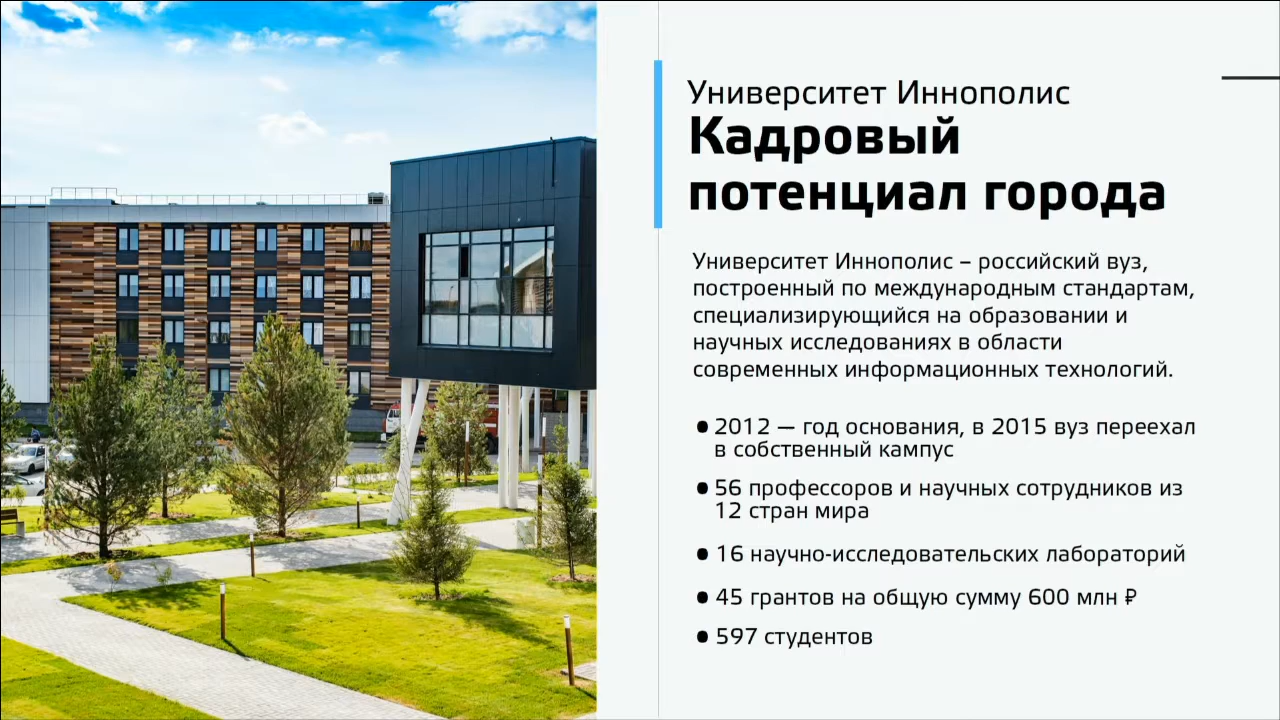 Университет Иннополис
Кадровый
потенциал города
Университет Иннополис – российский вуз,
построенный по международным стандартам,
специализирующийся на образовании и
научных исследованиях в области
современных информационных технологий.
● 2012 — год основания, в 2015 вуз переехал
в собственный кампус
● 56 профессоров и научных сотрудников из
12 стран мира
● 16 научно-исследовательских лабораторий
● 45 грантов на общую сумму 600 млн ₽
● 597 студентов